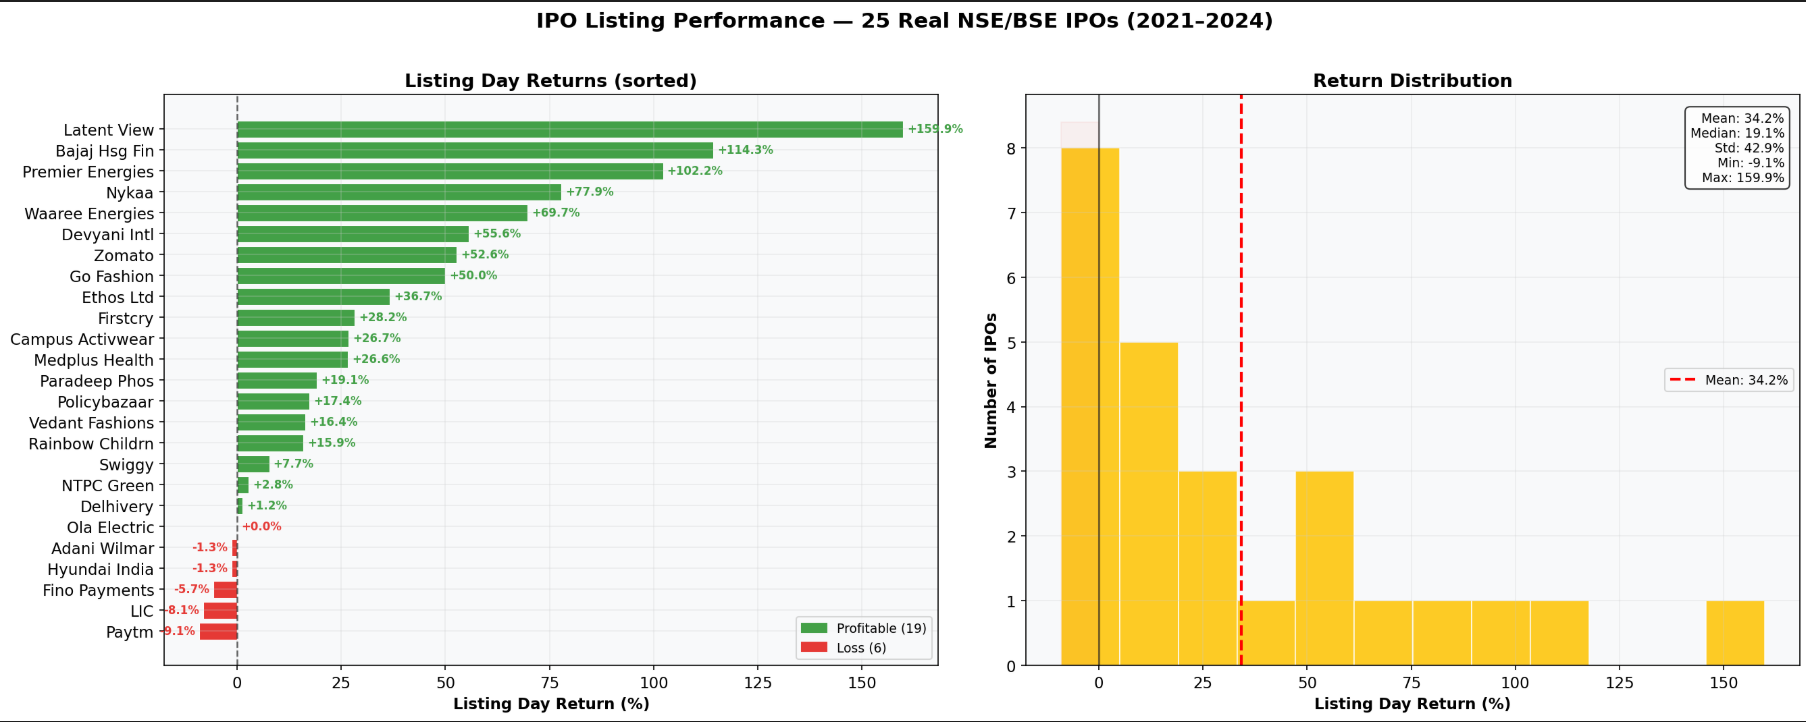 IPO Listing Performance — 25 Real NSE/BSE IPOs (2021–2024)
Listing Day Returns (sorted)
Latent View +159.9%
Bajaj Hsg Fin +114.3%
Premier Energies +102.2%
Nykaa +77.9%
Waaree Energies +69.7%
Devyani Intl +55.6%
Zomato +52.6%
Go Fashion +50.0%
Ethos Ltd +36.7%
Firstcry +28.2%
Campus Activwear +26.7%
Medplus Health +26.6%
Paradeep Phos +19.1%
Policybazaar +17.4%
Vedant Fashions +16.4%
Rainbow Childrn +15.9%
Swiggy +7.7%
NTPC Green +2.8%
Delhivery +1.2%
Ola Electric +0.0%
Adani Wilmar -1.3%
Hyundai India -1.3%
Fino Payments -5.7%
LIC -8.1%
Paytm -9.1%
Profitable (19)
Loss (6)
0 25 50 75 100 125 150
Listing Day Return (%)
Return Distribution
Mean: 34.2%
Median: 19.1%
Std: 42.9%
Min: -9.1%
Max: 159.9%
Mean: 34.2%
Number of IPOs
8
7
6
5
4
3
2
1
0
0 25 50 75 100 125 150
Listing Day Return (%)